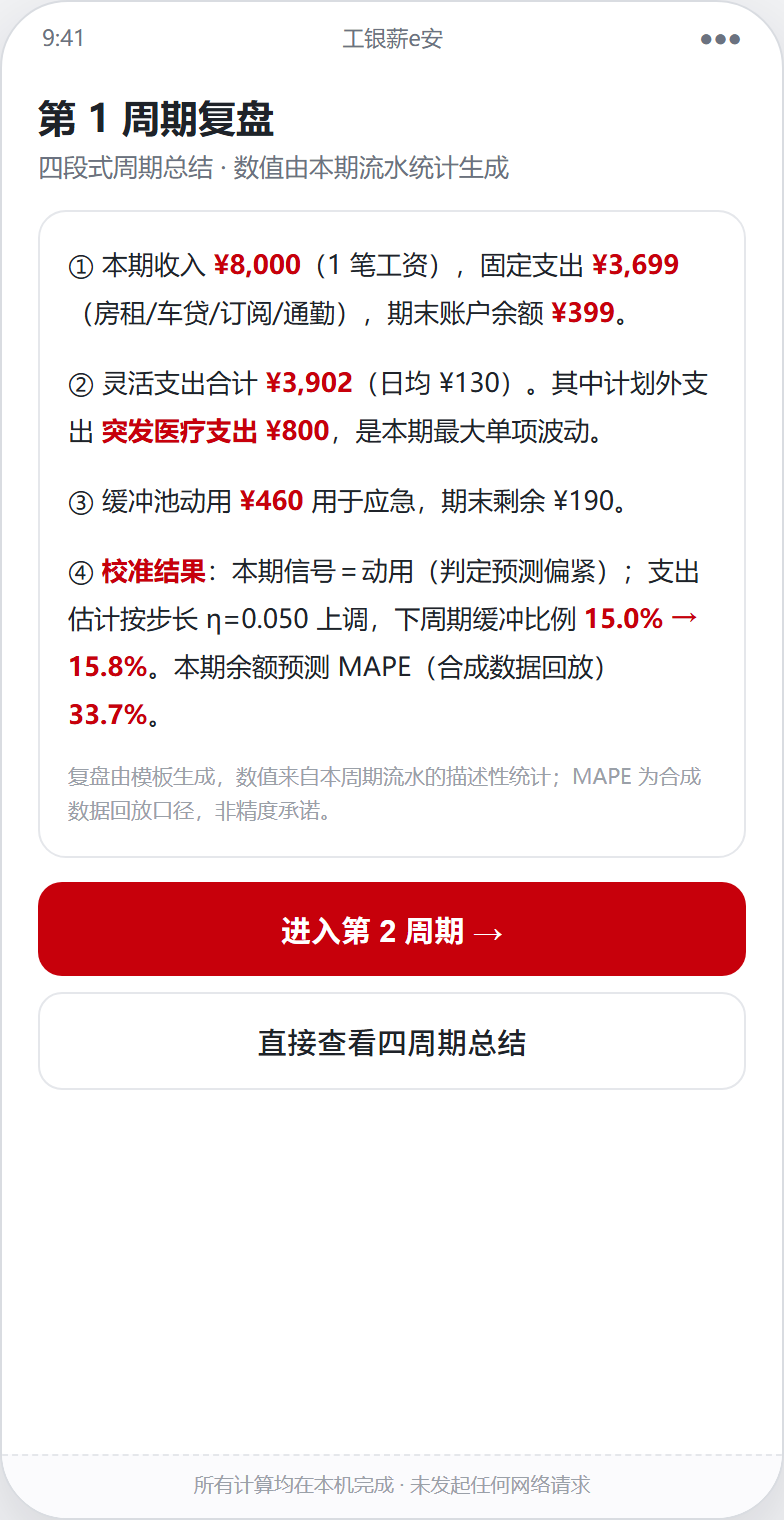 9:41
工银薪e安
●●●
第 1 周期复盘
四段式周期总结 · 数值由本期流水统计生成
① 本期收入 ¥8,000（1 笔工资），固定支出 ¥3,699
（房租/车贷/订阅/通勤），期末账户余额 ¥399。
② 灵活支出合计 ¥3,902（日均 ¥130）。其中计划外支
出 突发医疗支出 ¥800，是本期最大单项波动。
③ 缓冲池动用 ¥460 用于应急，期末剩余 ¥190。
④ 校准结果：本期信号＝动用（判定预测偏紧）；支出
估计按步长 η=0.050 上调，下周期缓冲比例 15.0% →
15.8%。本期余额预测 MAPE（合成数据回放）
33.7%。
复盘由模板生成，数值来自本周期流水的描述性统计；MAPE 为合成
数据回放口径，非精度承诺。
进入第 2 周期 →
直接查看四周期总结
所有计算均在本机完成 · 未发起任何网络请求